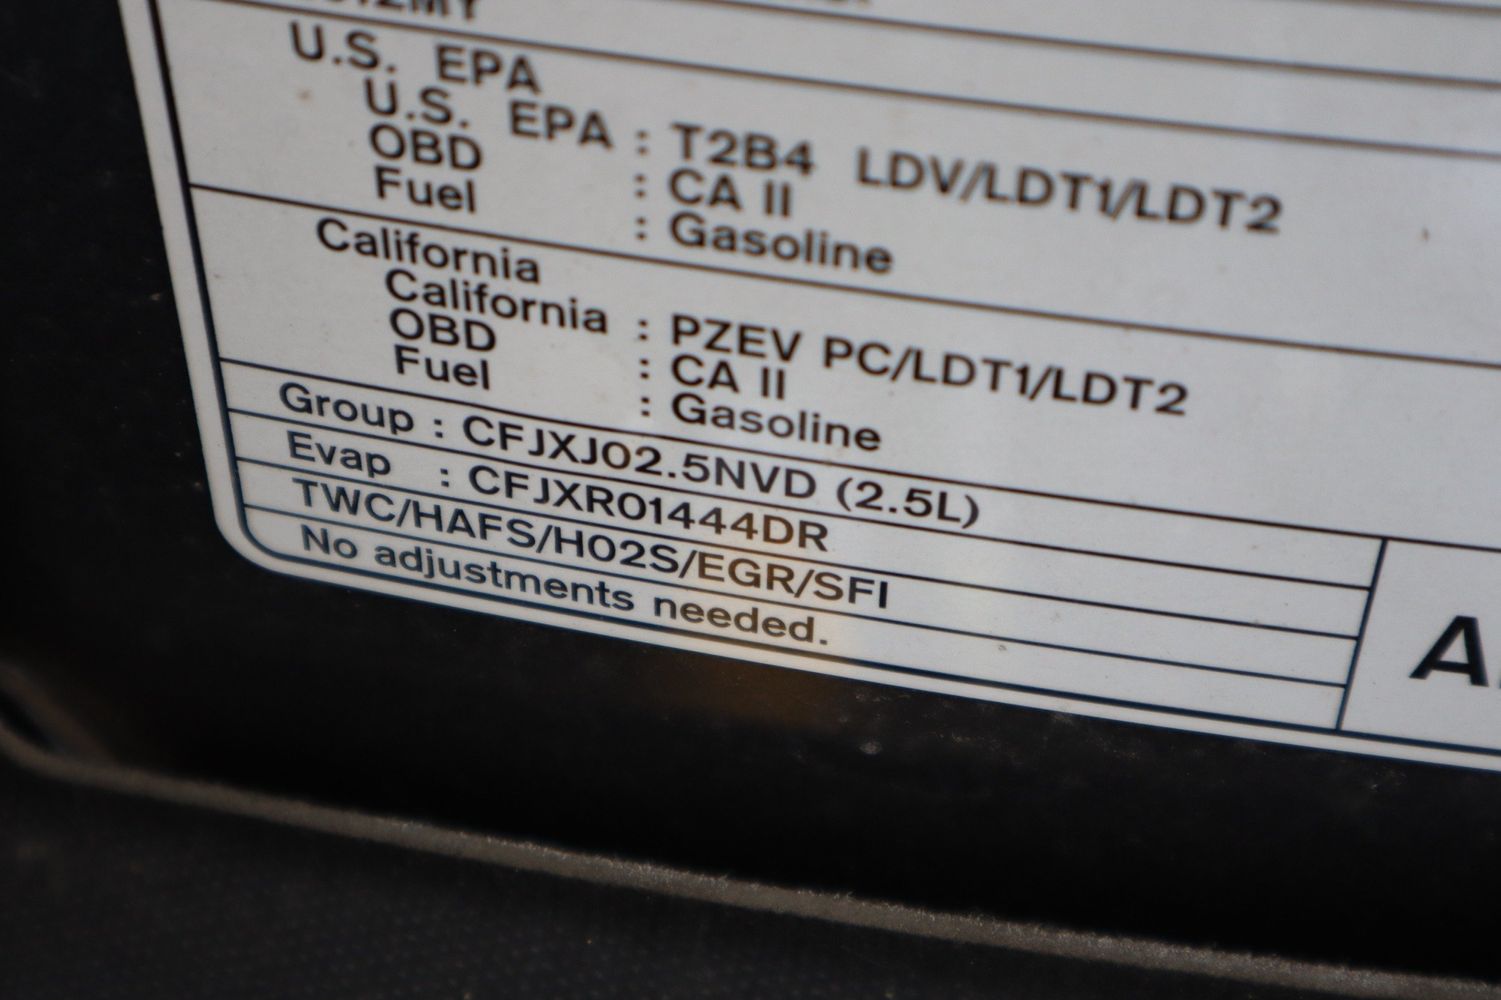 U.S. EPA
U.S. EPA : T2B4 LDV/LDT1/LDT2
OBD : CA II
Fuel : Gasoline
California
California : PZEV PC/LDT1/LDT2
OBD : CA II
Fuel : Gasoline
Group : CFJXJ02.5NVD (2.5L)
Evap : CFJXR01444DR
TWC/HAFS/HO2S/EGR/SFI
No adjustments needed.